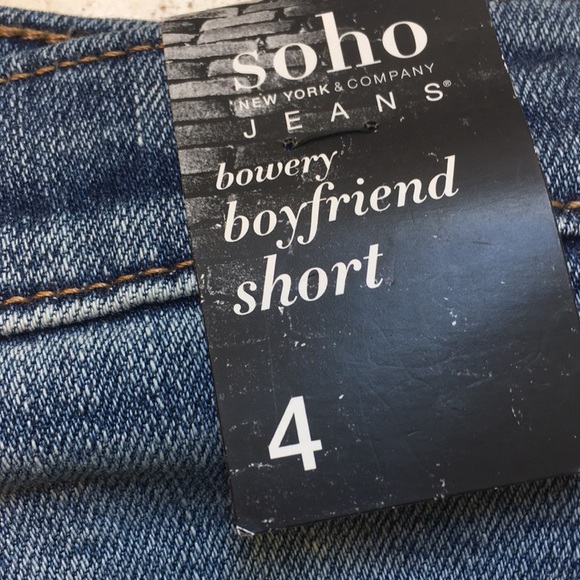 soho
NEW YORK & COMPANY
JEANS®
bowery
boyfriend
short
4